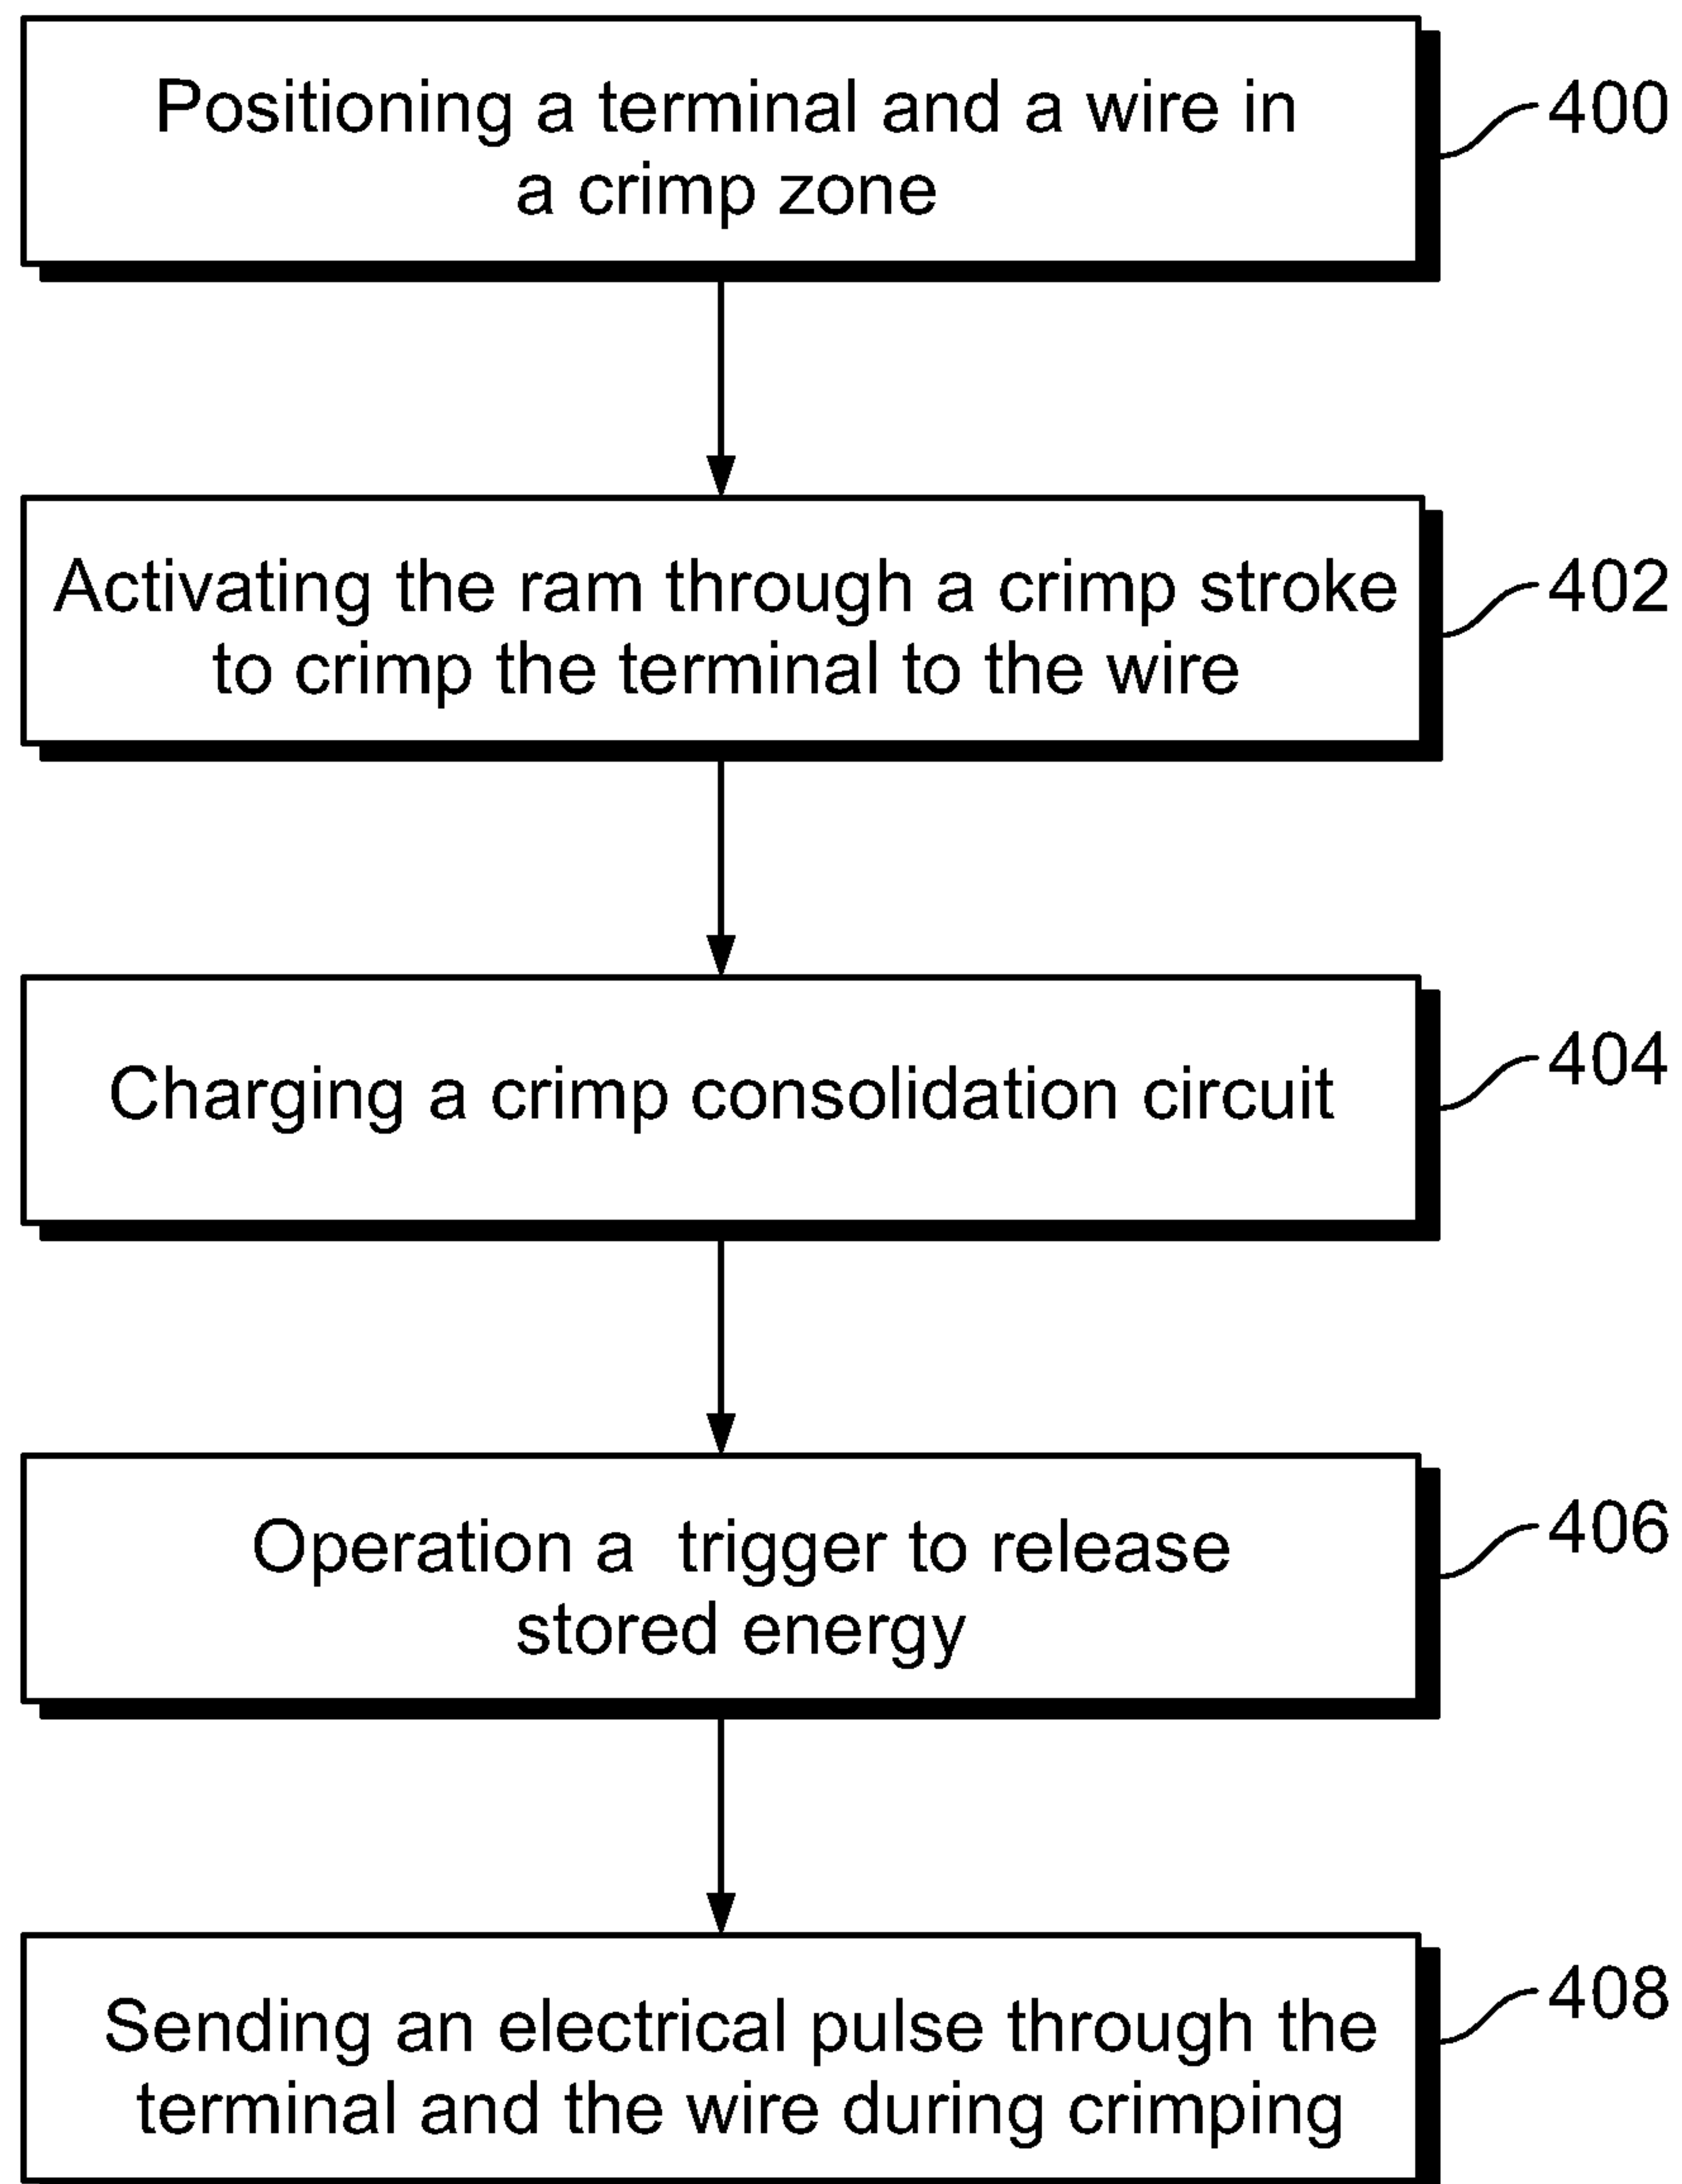 Positioning a terminal and a wire in
a crimp zone
400
Activating the ram through a crimp stroke
to crimp the terminal to the wire
402
Charging a crimp consolidation circuit
404
Operation a  trigger to release
stored energy
406
Sending an electrical pulse through the
terminal and the wire during crimping
408